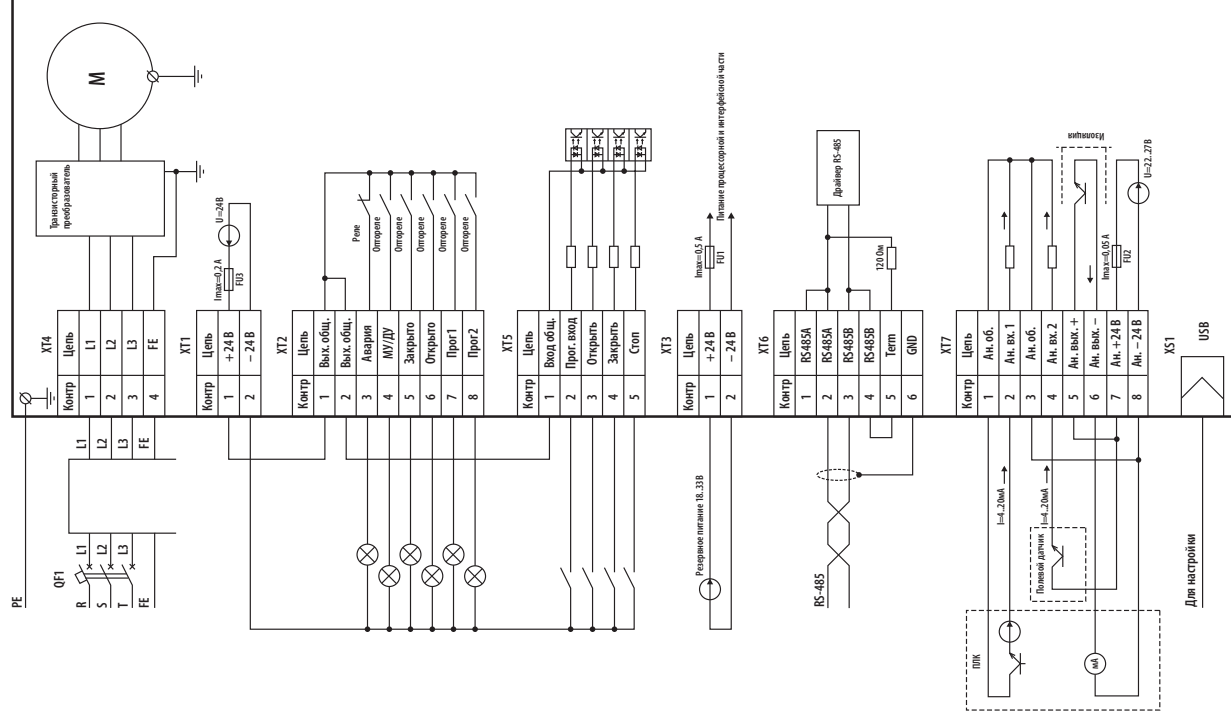 M
Транзисторный
преобразователь
U=24В
Imax=0,2 А
FU3
Реле
Оптореле
Оптореле
Оптореле
Оптореле
Оптореле
Imax=0,5 А
FU1
Питание процессорной и интерфейсной части
Драйвер RS-485
120 Ом
Изоляция
Imax=0,05 А
FU2
U=22..27В
XT4
Контр Цепь
1 L1
2 L2
3 L3
4 FE
XT1
Контр Цепь
1 +24 В
2 –24 В
XT2
Контр Цепь
1 Вых. общ.
2 Вых. общ.
3 Авария
4 МУ/ДУ
5 Закрыто
6 Открыто
7 Прог1
8 Прог2
XT5
Контр Цепь
1 Вход общ.
2 Прог. вход
3 Открыть
4 Закрыть
5 Стоп
XT3
Контр Цепь
1 +24 В
2 –24 В
XT6
Контр Цепь
1 RS485A
2 RS485A
3 RS485B
4 RS485B
5 Term
6 GND
XT7
Контр Цепь
1 Ан. об.
2 Ан. вх. 1
3 Ан. об
4 Ан. вх. 2
5 Ан. вых. +
6 Ан. вых. –
7 Ан. +24 В
8 Ан. –24 В
XS1
USB
L1
L2
L3
FE
QF1
L1
L2
L3
PE
R
S
T
FE
Резервное питание 18..33В
RS-485
I=4..20мА
I=4..20мА
Полевой датчик
ПЛК
мА
Для настройки